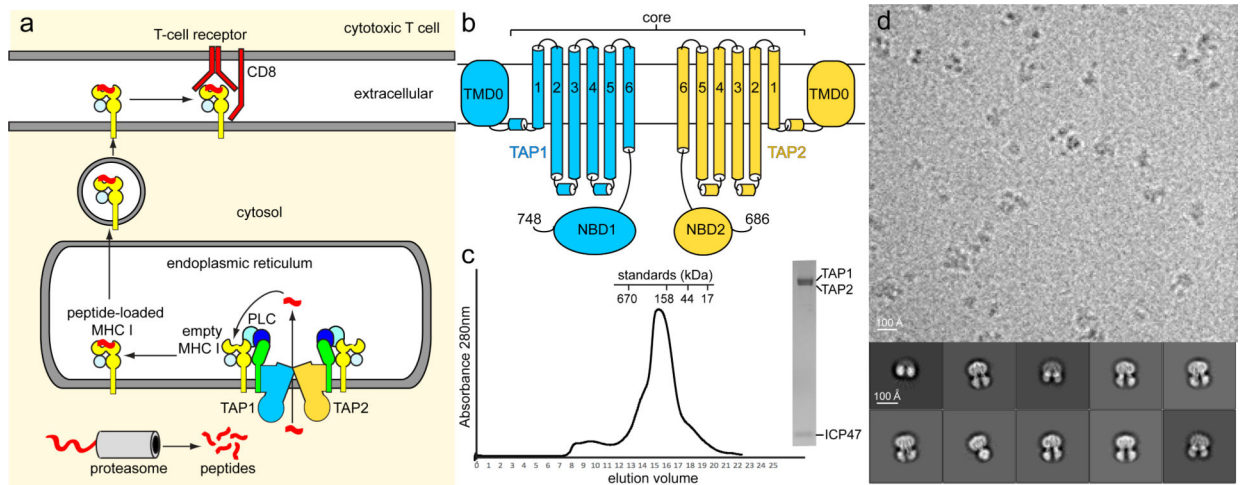 a
cytotoxic T cell
T-cell receptor
CD8
extracellular
cytosol
endoplasmic reticulum
peptide-loaded
MHC I
empty
MHC I
PLC
TAP1
TAP2
proteasome
peptides
b
core
TMD0
1
2
3
4
5
6
6
5
4
3
2
1
TMD0
TAP1
TAP2
748
NBD1
NBD2
686
c
standards (kDa)
670 158 44 17
Absorbance 280nm
0 1 2 3 4 5 6 7 8 9 10 11 12 13 14 15 16 17 18 19 20 21 22 23 24 25
elution volume
TAP1
TAP2
ICP47
d
100 Å
100 Å